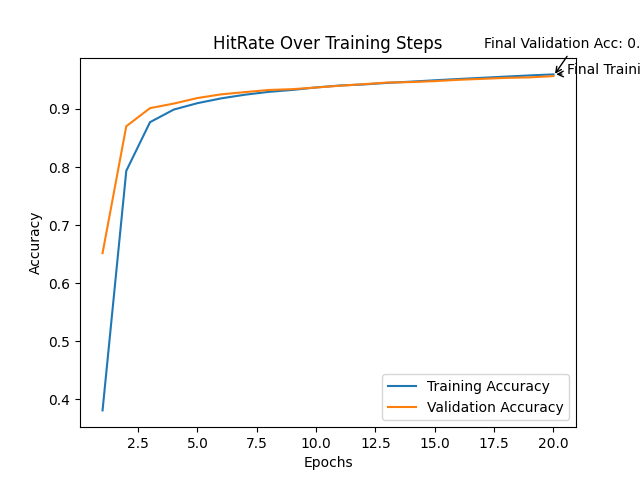 HitRate Over Training Steps
Final Validation Acc: 0.
Final Traini
Accuracy
0.9
0.8
0.7
0.6
0.5
0.4
Training Accuracy
Validation Accuracy
2.5 5.0 7.5 10.0 12.5 15.0 17.5 20.0
Epochs